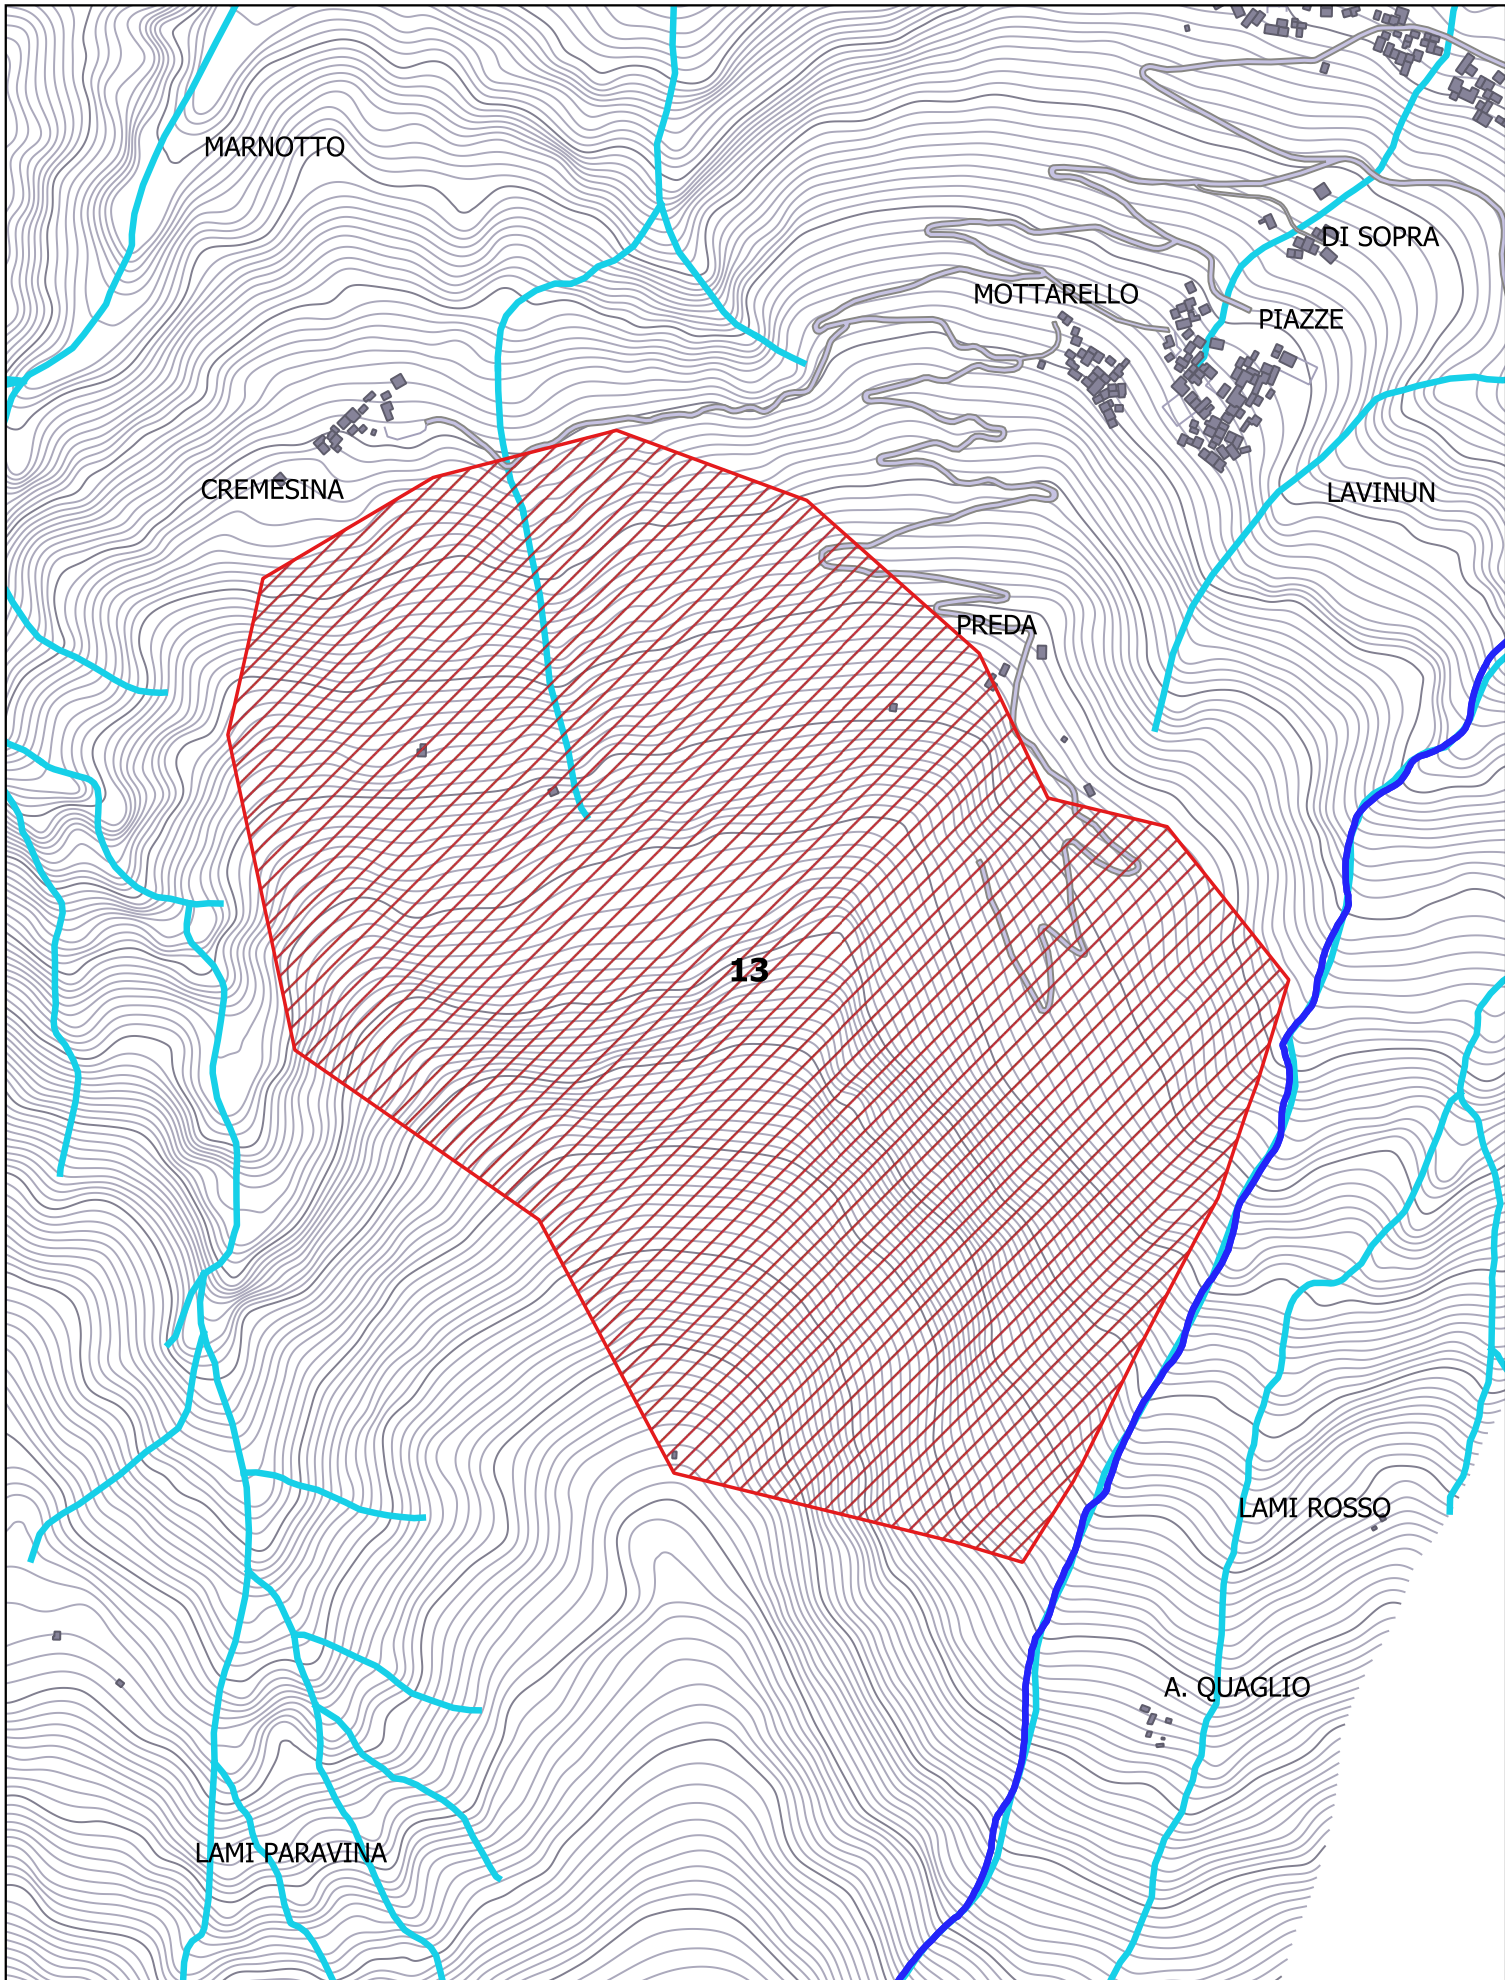 MARNOTTO
DI SOPRA
MOTTARELLO
PIAZZE
CREMESINA
LAVINUN
PREDA
13
LAMI ROSSO
A. QUAGLIO
LAMI PARAVINA